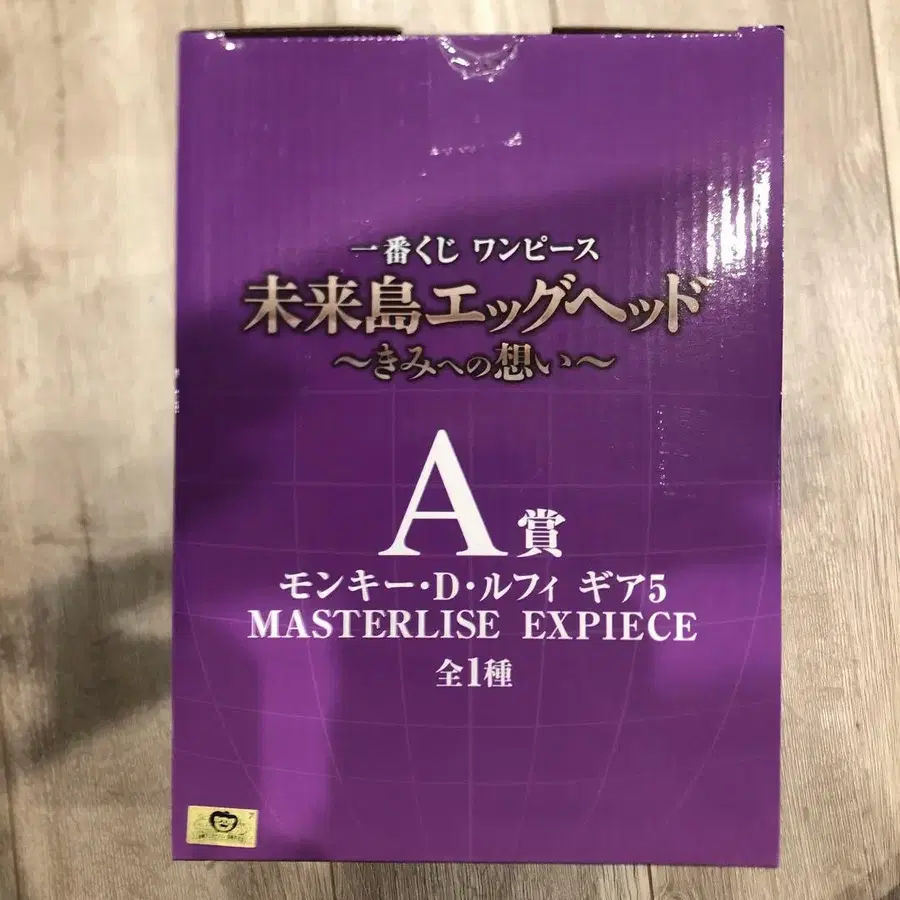 一番くじ ワンピース
未来島エッグヘッド
～きみへの想い～
A賞
モンキー・D・ルフィ ギア5
MASTERLISE EXPIECE
全1種